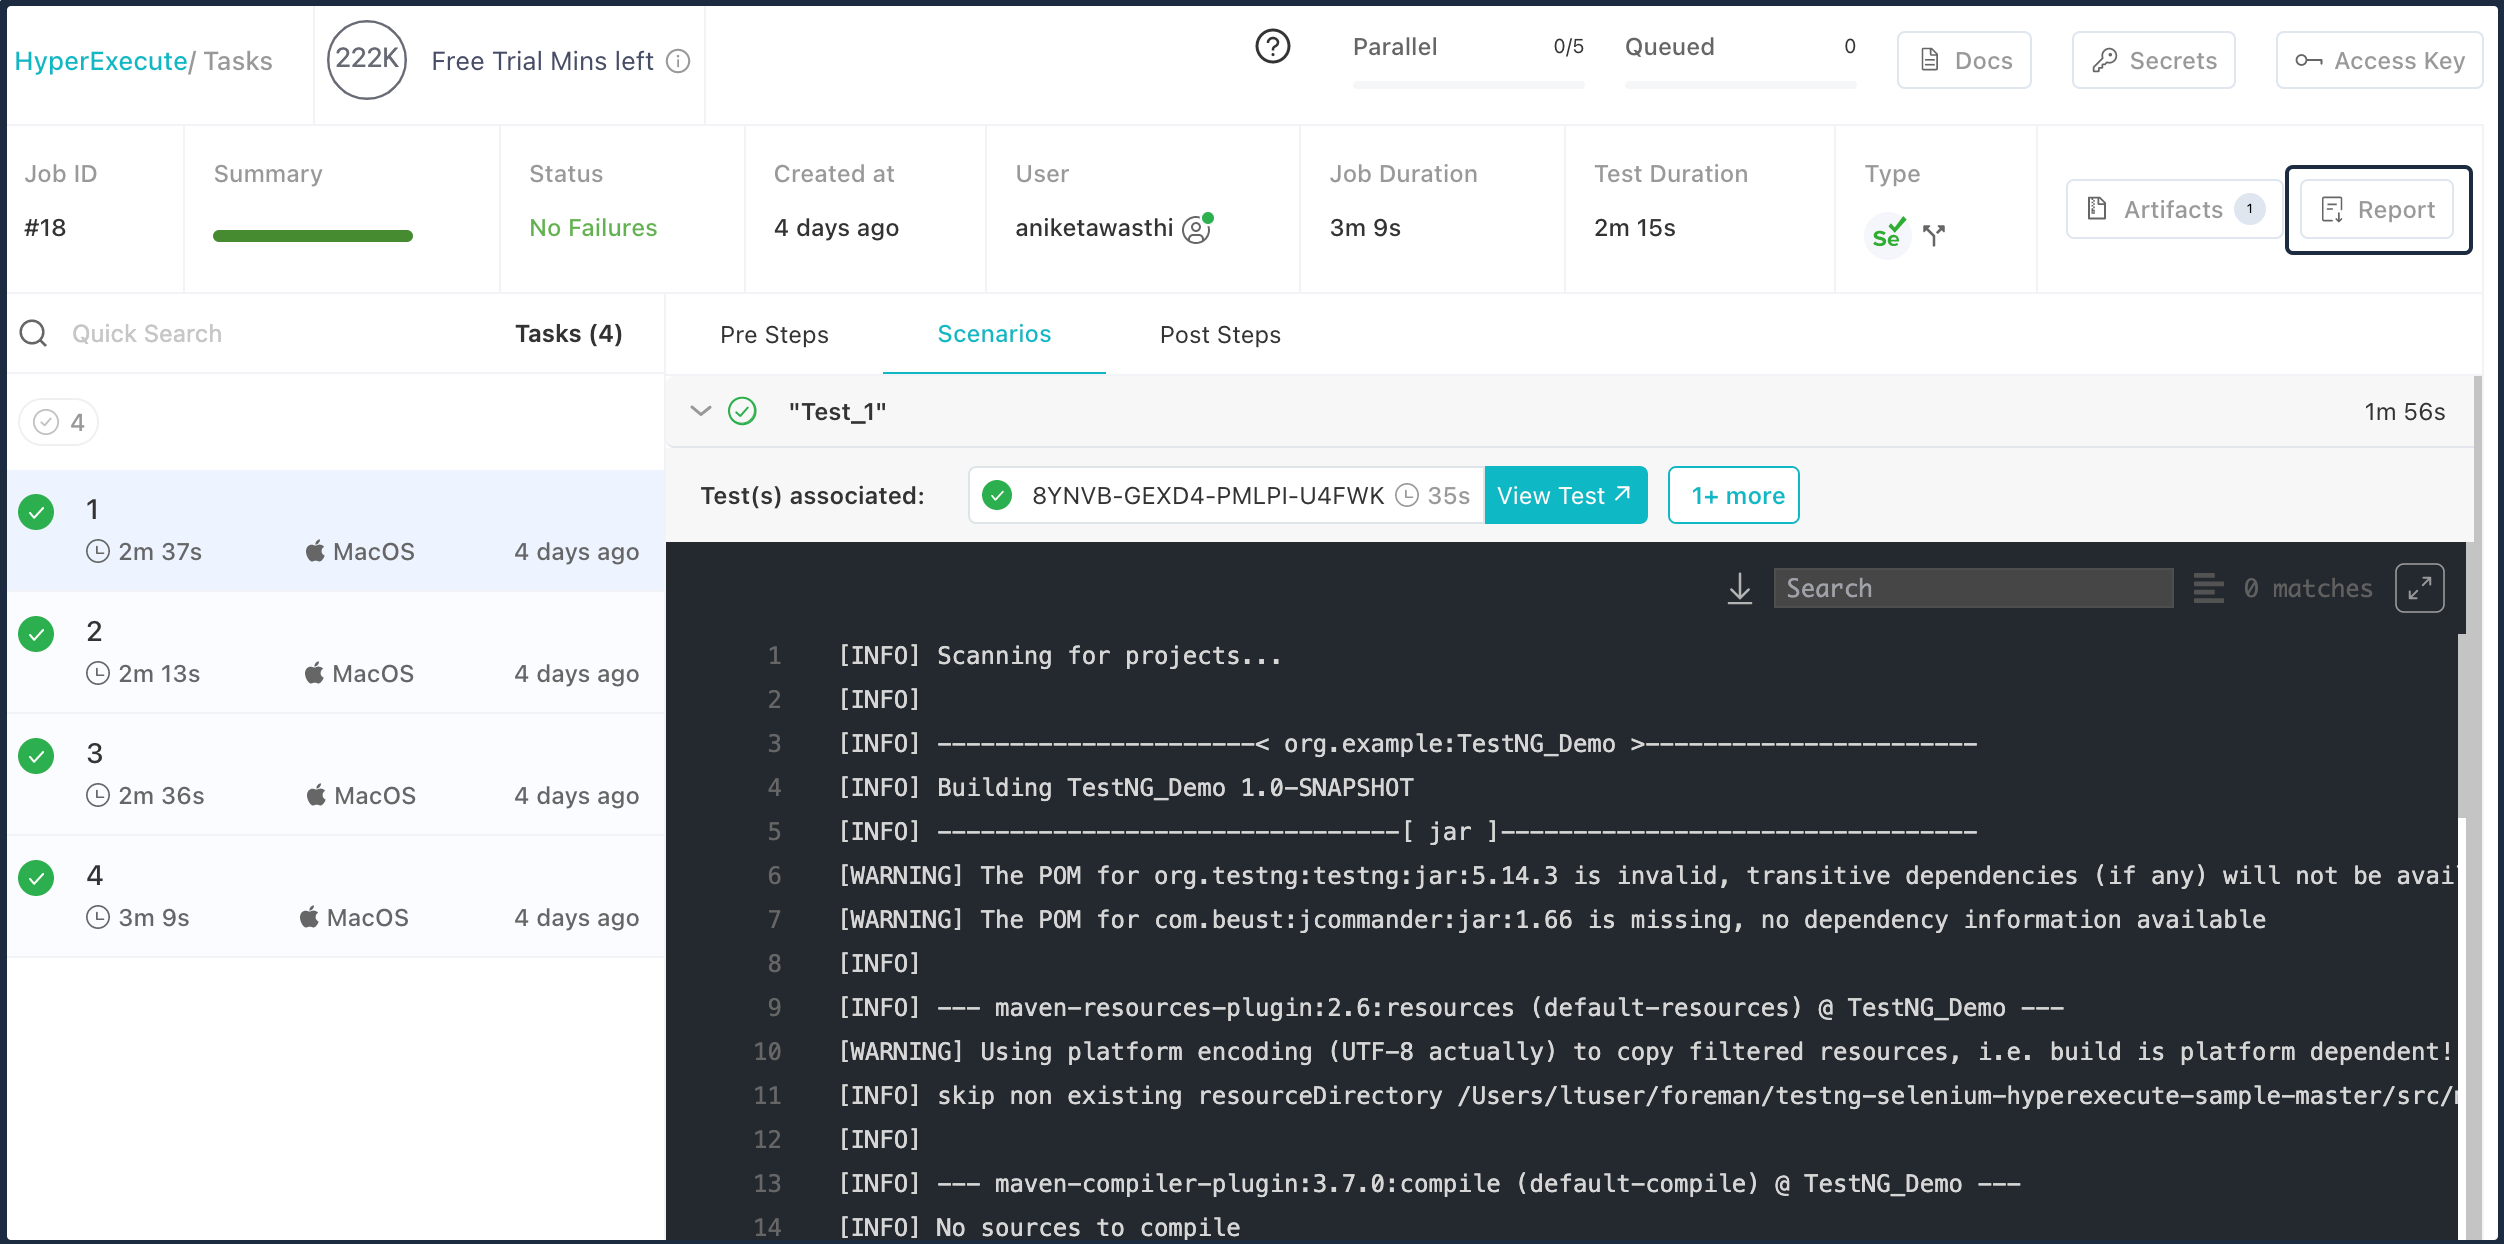 HyperExecute/ Tasks
222K
Free Trial Mins left
Parallel 0/5
Queued 0
Docs
Secrets
Access Key
Job ID
#18
Summary
Status
No Failures
Created at
4 days ago
User
aniketawasthi
Job Duration
3m 9s
Test Duration
2m 15s
Type
Se
Artifacts 1
Report
Quick Search
Tasks (4)
4
1
2m 37s MacOS 4 days ago
2
2m 13s MacOS 4 days ago
3
2m 36s MacOS 4 days ago
4
3m 9s MacOS 4 days ago
Pre Steps
Scenarios
Post Steps
"Test_1" 1m 56s
Test(s) associated: 8YNVB-GEXD4-PMLPI-U4FWK 35s View Test 1+ more
Search 0 matches
1 [INFO] Scanning for projects...
2 [INFO]
3 [INFO] ----------------------< org.example:TestNG_Demo >-----------------------
4 [INFO] Building TestNG_Demo 1.0-SNAPSHOT
5 [INFO] --------------------------------[ jar ]---------------------------------
6 [WARNING] The POM for org.testng:testng:jar:5.14.3 is invalid, transitive dependencies (if any) will not be avai
7 [WARNING] The POM for com.beust:jcommander:jar:1.66 is missing, no dependency information available
8 [INFO]
9 [INFO] --- maven-resources-plugin:2.6:resources (default-resources) @ TestNG_Demo ---
10 [WARNING] Using platform encoding (UTF-8 actually) to copy filtered resources, i.e. build is platform dependent!
11 [INFO] skip non existing resourceDirectory /Users/ltuser/foreman/testng-selenium-hyperexecute-sample-master/src/
12 [INFO]
13 [INFO] --- maven-compiler-plugin:3.7.0:compile (default-compile) @ TestNG_Demo ---
14 [INFO] No sources to compile